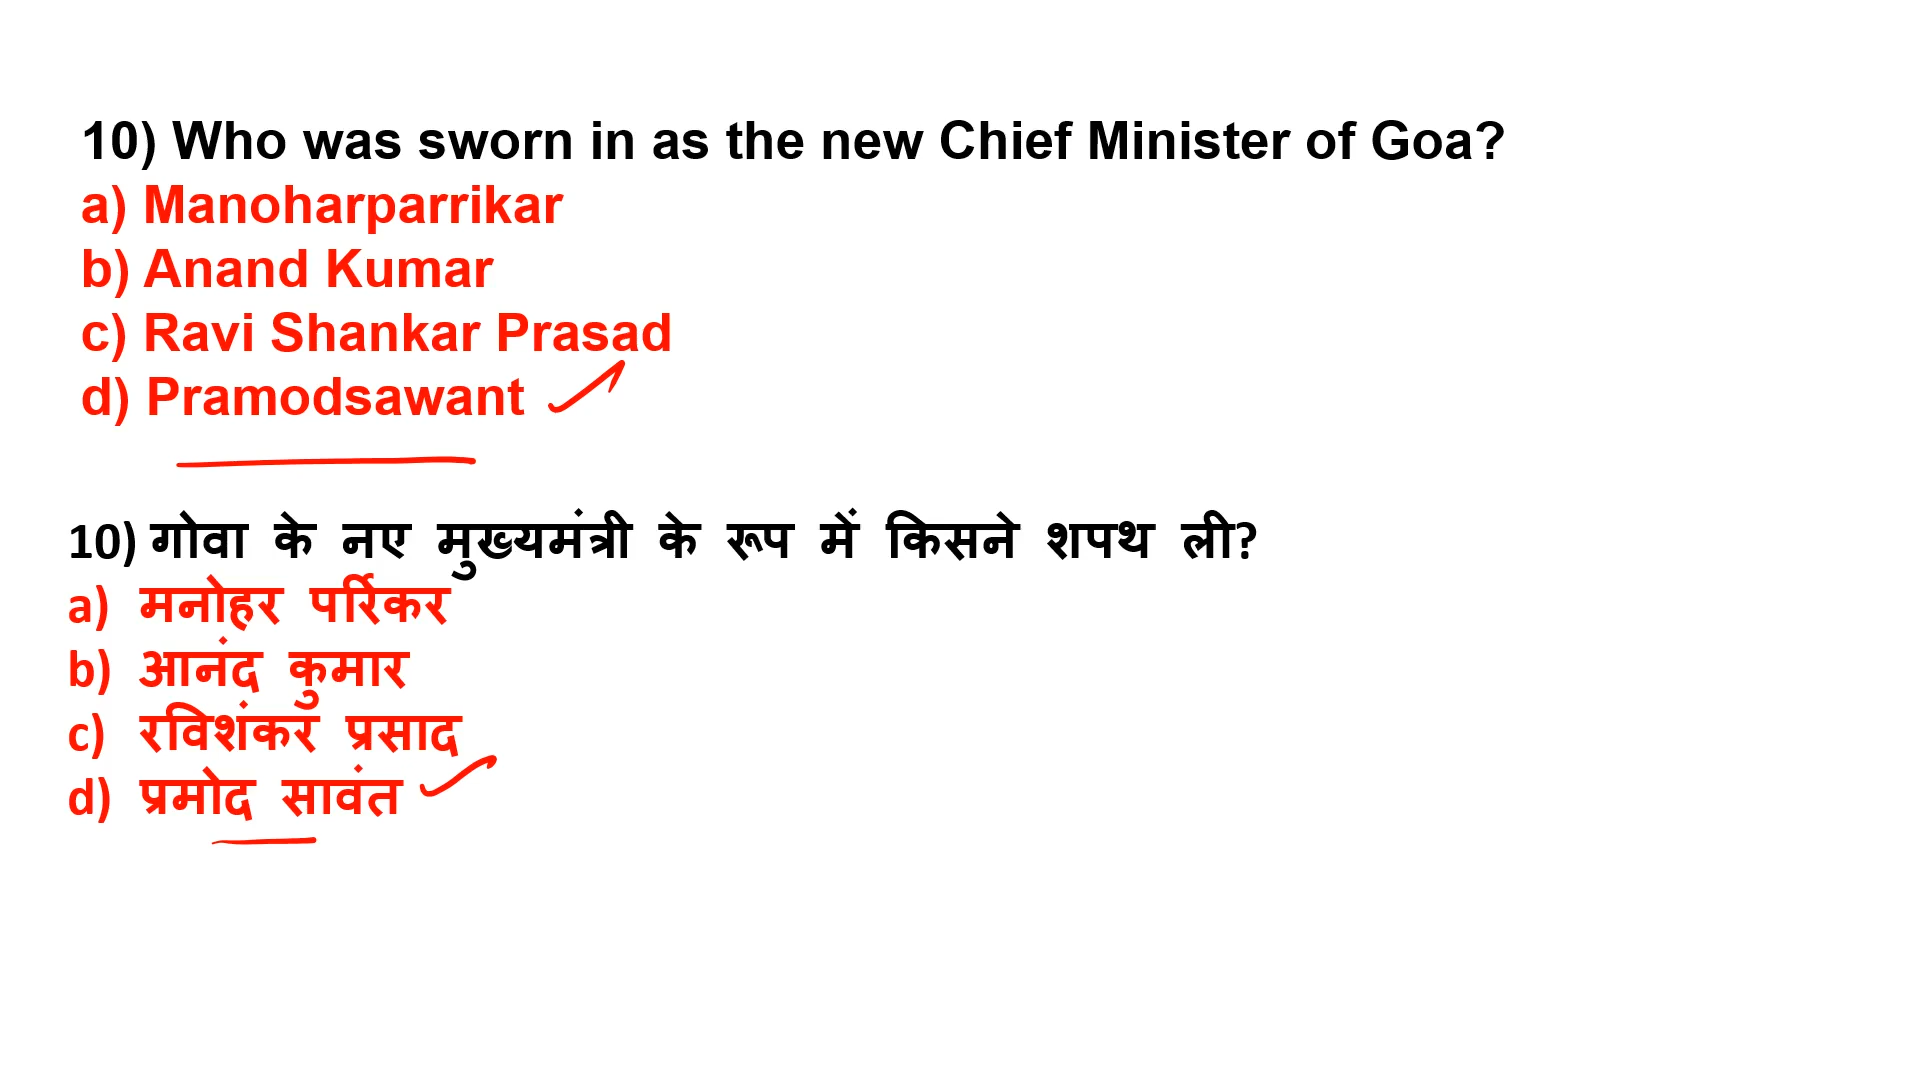 10) Who was sworn in as the new Chief Minister of Goa?
a) Manoharparrikar
b) Anand Kumar
c) Ravi Shankar Prasad
d) Pramodsawant
10) गोवा के नए मुख्यमंत्री के रूप में किसने शपथ ली?
a) मनोहर पर्रिकर
b) आनंद कुमार
c) रविशंकर प्रसाद
d) प्रमोद सावंत